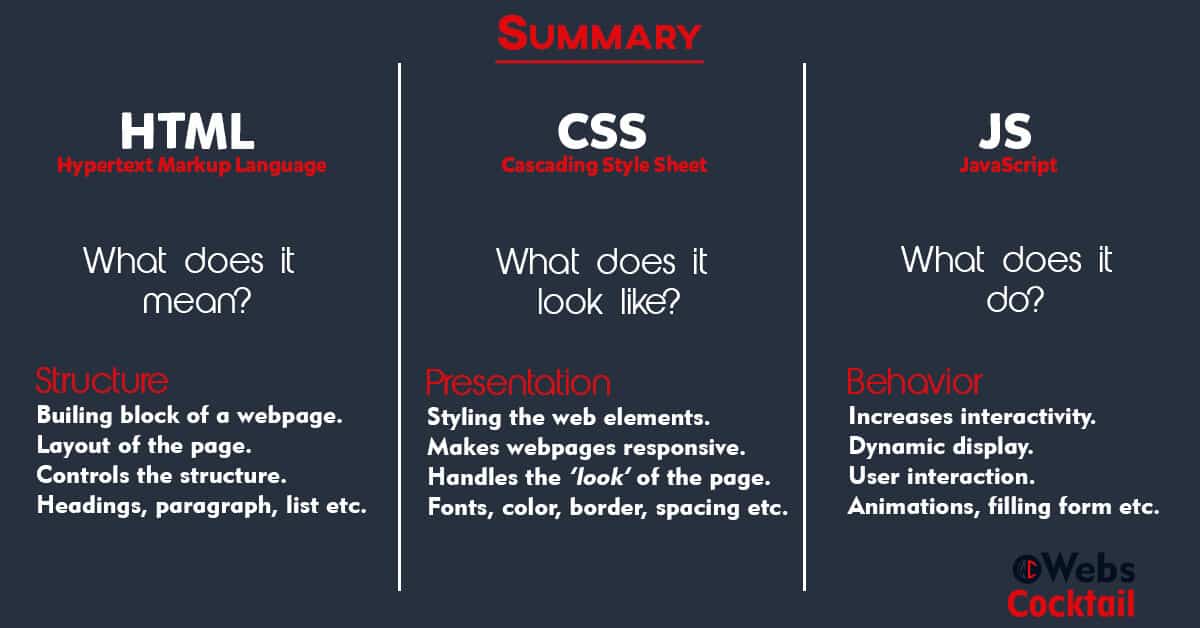 SUMMARY
HTML
Hypertext Markup Language
What does it
mean?
Structure
Builing block of a webpage.
Layout of the page.
Controls the structure.
Headings, paragraph, list etc.
CSS
Cascading Style Sheet
What does it
look like?
Presentation
Styling the web elements.
Makes webpages responsive.
Handles the ‘look’ of the page.
Fonts, color, border, spacing etc.
JS
JavaScript
What does it
do?
Behavior
Increases interactivity.
Dynamic display.
User interaction.
Animations, filling form etc.
Webs
Cocktail